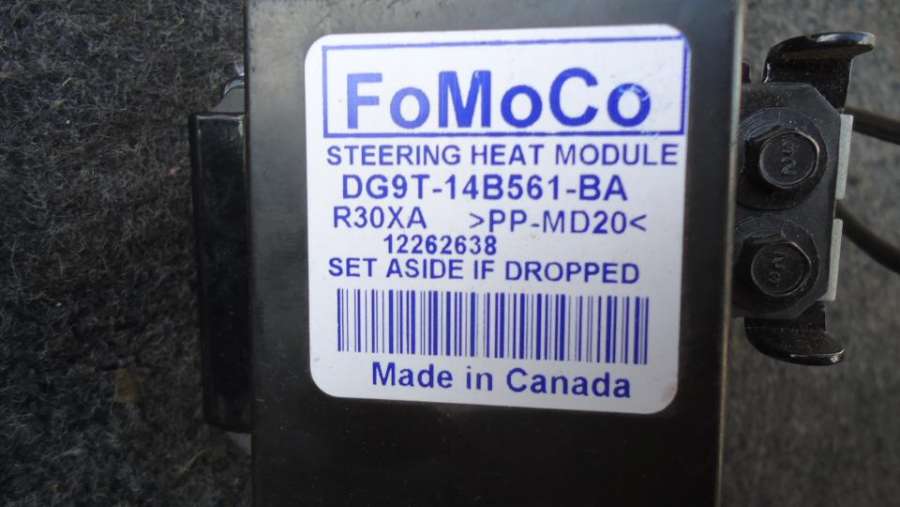 FoMoCo
STEERING HEAT MODULE
DG9T-14B561-BA
R30XA >PP-MD20<
12262638
SET ASIDE IF DROPPED
Made in Canada